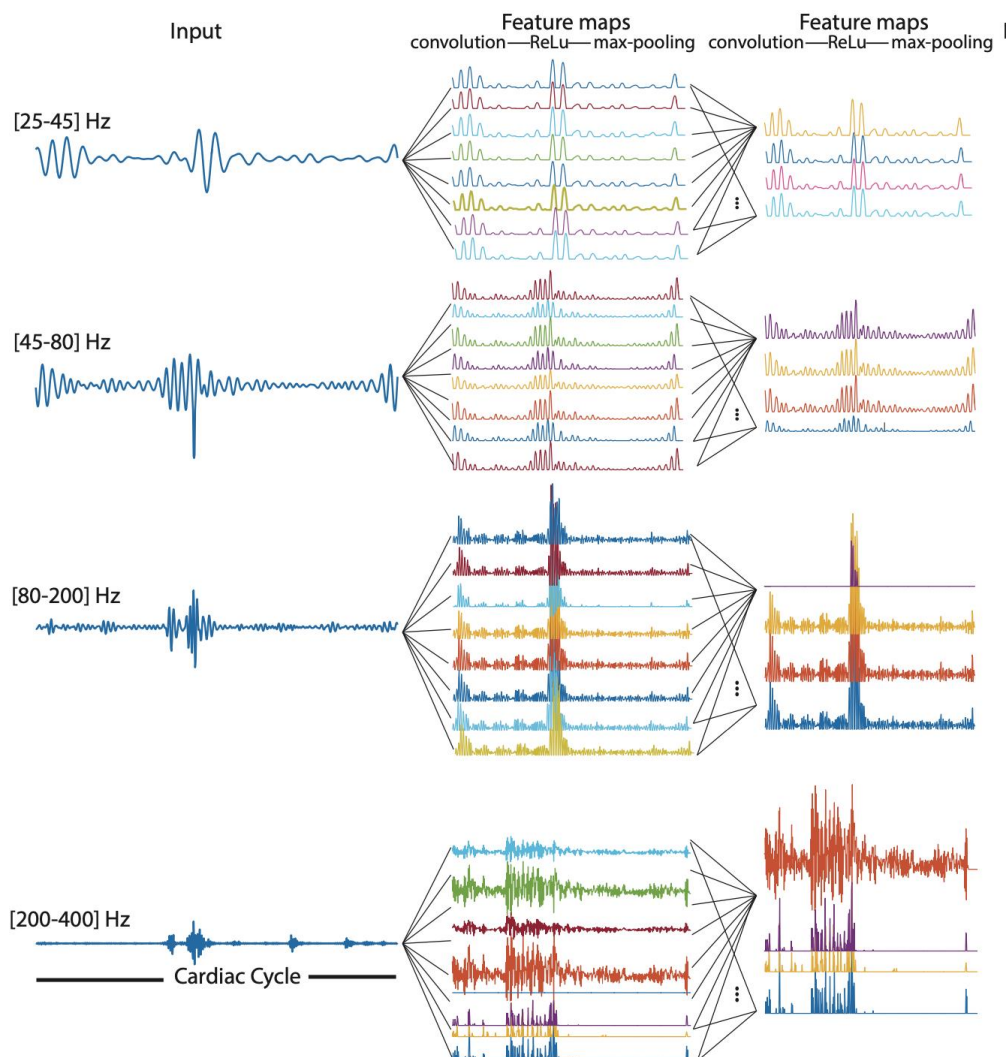 Input
Feature maps
convolution—ReLu—max-pooling
Feature maps
convolution—ReLu—max-pooling
[25-45] Hz
[45-80] Hz
[80-200] Hz
[200-400] Hz
Cardiac Cycle